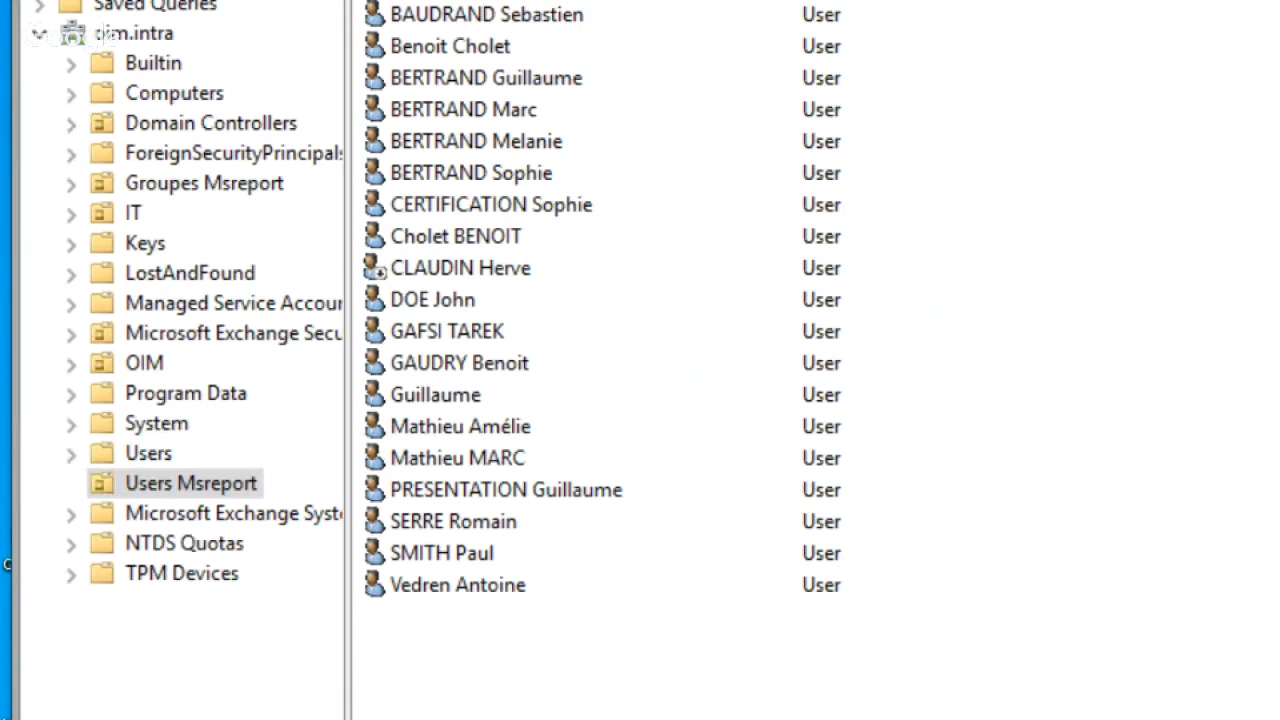 Saved Queries
oim.intra
Builtin
Computers
Domain Controllers
ForeignSecurityPrincipals
Groupes Msreport
IT
Keys
LostAndFound
Managed Service Accoun
Microsoft Exchange Secu
OIM
Program Data
System
Users
Users Msreport
Microsoft Exchange Syste
NTDS Quotas
TPM Devices
BAUDRAND Sebastien User
Benoit Cholet User
BERTRAND Guillaume User
BERTRAND Marc User
BERTRAND Melanie User
BERTRAND Sophie User
CERTIFICATION Sophie User
Cholet BENOIT User
CLAUDIN Herve User
DOE John User
GAFSI TAREK User
GAUDRY Benoit User
Guillaume User
Mathieu Amélie User
Mathieu MARC User
PRESENTATION Guillaume User
SERRE Romain User
SMITH Paul User
Vedren Antoine User